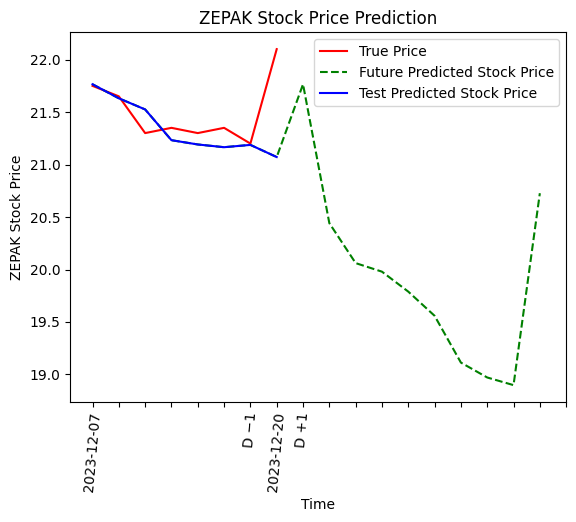 ZEPAK Stock Price Prediction
True Price
Future Predicted Stock Price
Test Predicted Stock Price
ZEPAK Stock Price
22.0
21.5
21.0
20.5
20.0
19.5
19.0
2023-12-07
D −1
2023-12-20
D +1
Time